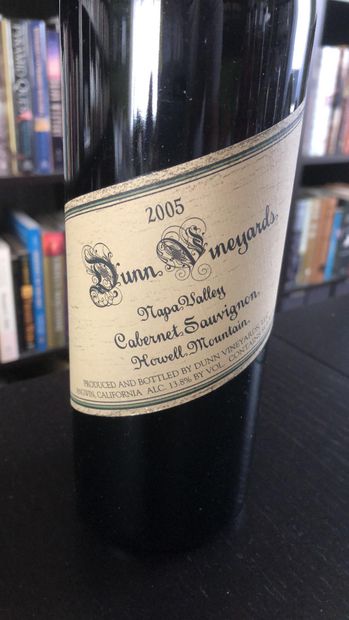 2005
Dunn Vineyards
Napa Valley
Cabernet Sauvignon
Howell Mountain
PRODUCED AND BOTTLED BY DUNN VINEYARDS
ANGWIN, CALIFORNIA ALC. 13.8% BY VOL.